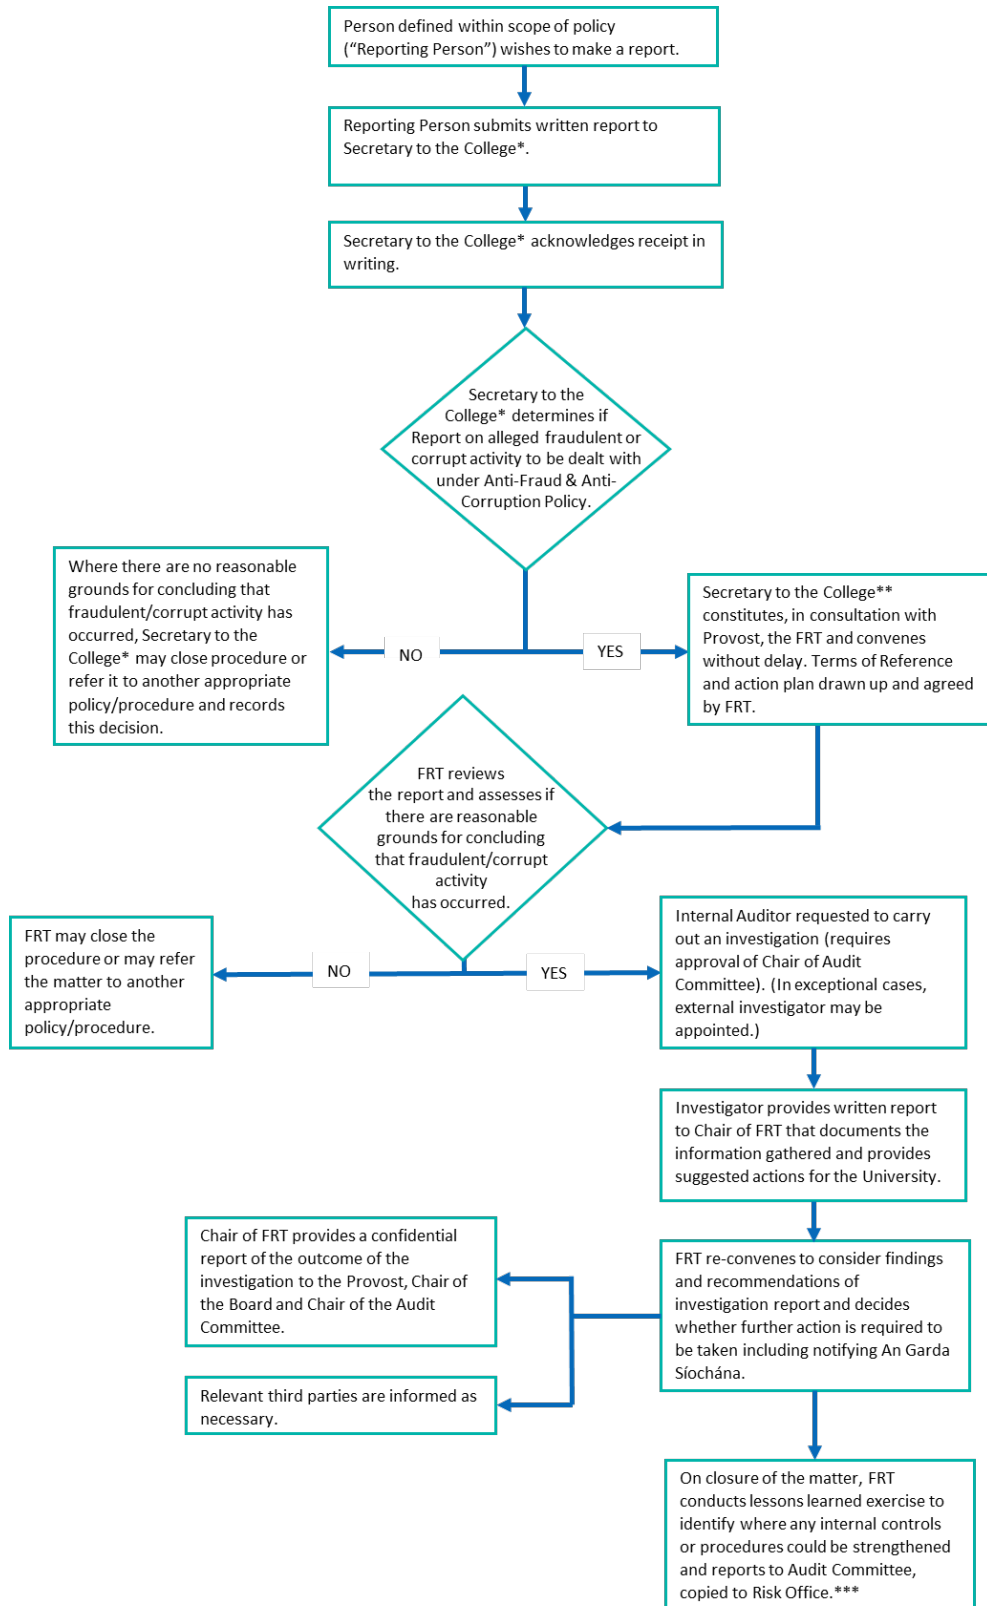 Person defined within scope of policy
(“Reporting Person”) wishes to make a report.
Reporting Person submits written report to
Secretary to the College*.
Secretary to the College* acknowledges receipt in
writing.
Secretary to the
College* determines if
Report on alleged fraudulent or
corrupt activity to be dealt with
under Anti-Fraud & Anti-
Corruption Policy.
Where there are no reasonable
grounds for concluding that
fraudulent/corrupt activity has
occurred, Secretary to the
College* may close procedure or
refer it to another appropriate
policy/procedure and records
this decision.
NO
YES
Secretary to the College**
constitutes, in consultation with
Provost, the FRT and convenes
without delay. Terms of Reference
and action plan drawn up and agreed
by FRT.
FRT reviews
the report and assesses if
there are reasonable
grounds for concluding
that fraudulent/corrupt
activity
has occurred.
FRT may close the
procedure or may refer
the matter to another
appropriate
policy/procedure.
NO
YES
Internal Auditor requested to carry
out an investigation (requires
approval of Chair of Audit
Committee). (In exceptional cases,
external investigator may be
appointed.)
Investigator provides written report
to Chair of FRT that documents the
information gathered and provides
suggested actions for the University.
Chair of FRT provides a confidential
report of the outcome of the
investigation to the Provost, Chair of
the Board and Chair of the Audit
Committee.
FRT re-convenes to consider findings
and recommendations of
investigation report and decides
whether further action is required to
be taken including notifying An Garda
Síochána.
Relevant third parties are informed as
necessary.
On closure of the matter, FRT
conducts lessons learned exercise to
identify where any internal controls
or procedures could be strengthened
and reports to Audit Committee,
copied to Risk Office.***